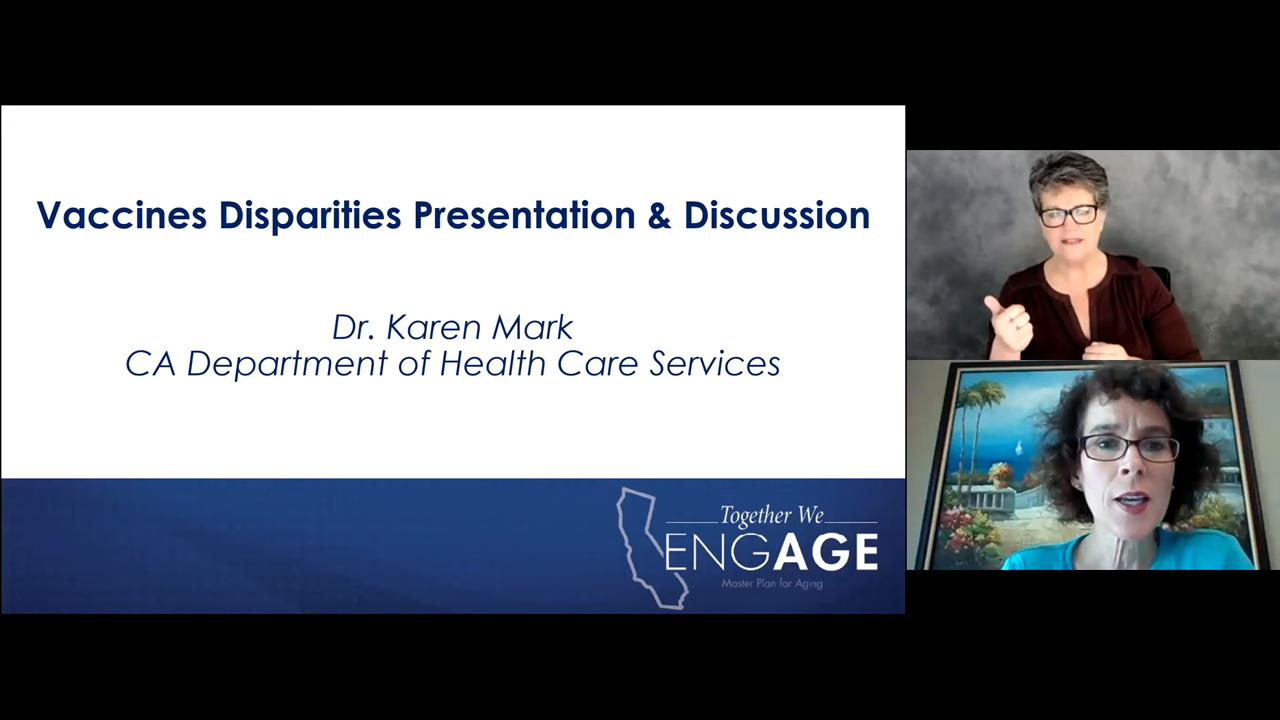 Vaccines Disparities Presentation & Discussion
Dr. Karen Mark
CA Department of Health Care Services
Together We
ENGAGE
Master Plan for Aging